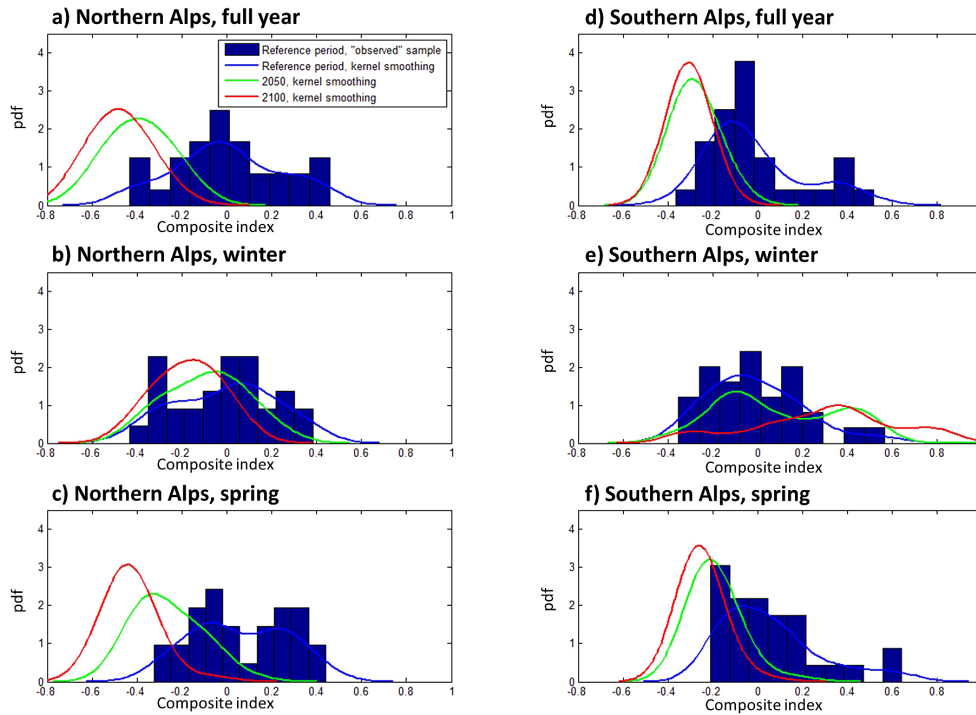 a) Northern Alps, full year
pdf
4
3
2
1
0
Reference period, "observed" sample
Reference period, kernel smoothing
2050, kernel smoothing
2100, kernel smoothing
-0.8 -0.6 -0.4 -0.2 0 0.2 0.4 0.6 0.8 1
Composite index
d) Southern Alps, full year
pdf
4
3
2
1
0
-0.8 -0.6 -0.4 -0.2 0 0.2 0.4 0.6 0.8
Composite index
b) Northern Alps, winter
pdf
4
3
2
1
0
-0.8 -0.6 -0.4 -0.2 0 0.2 0.4 0.6 0.8 1
Composite index
e) Southern Alps, winter
pdf
4
3
2
1
0
-0.8 -0.6 -0.4 -0.2 0 0.2 0.4 0.6 0.8
Composite index
c) Northern Alps, spring
pdf
4
3
2
1
0
-0.8 -0.6 -0.4 -0.2 0 0.2 0.4 0.6 0.8 1
Composite index
f) Southern Alps, spring
pdf
4
3
2
1
0
-0.8 -0.6 -0.4 -0.2 0 0.2 0.4 0.6 0.8
Composite index